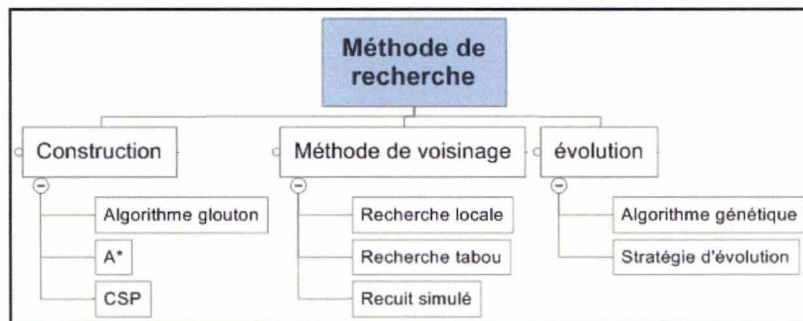 Méthode de
recherche
Construction
Méthode de voisinage
évolution
Algorithme glouton
Recherche locale
Algorithme génétique
A*
Recherche tabou
Stratégie d'évolution
CSP
Recuit simulé